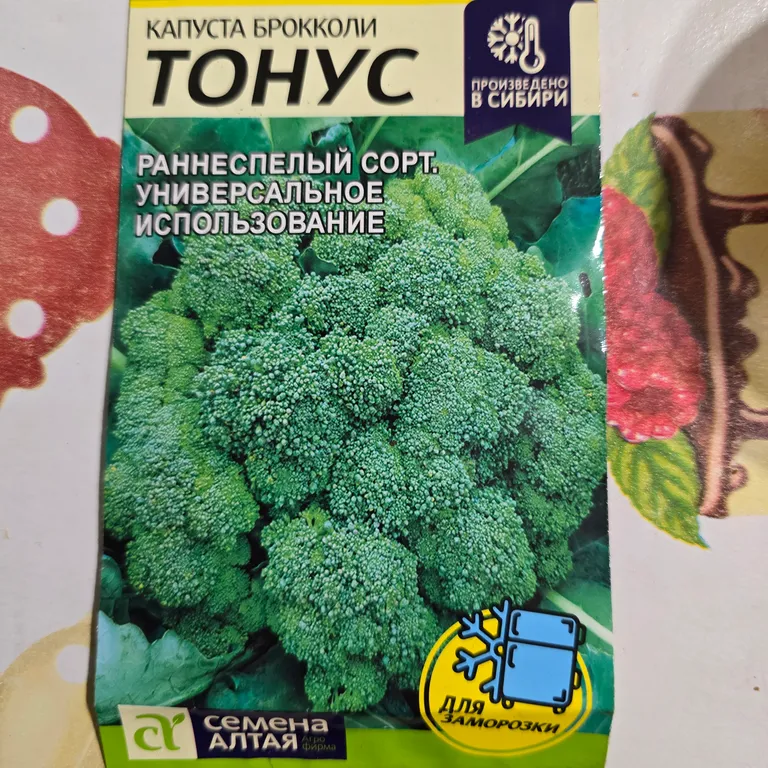 КАПУСТА БРОККОЛИ
ТОНУС
ПРОИЗВЕДЕНО
В СИБИРИ
РАННЕСПЕЛЫЙ СОРТ.
УНИВЕРСАЛЬНОЕ
ИСПОЛЬЗОВАНИЕ
ДЛЯ
ЗАМОРОЗКИ
семена
АЛТАЯ
Агро
фирма